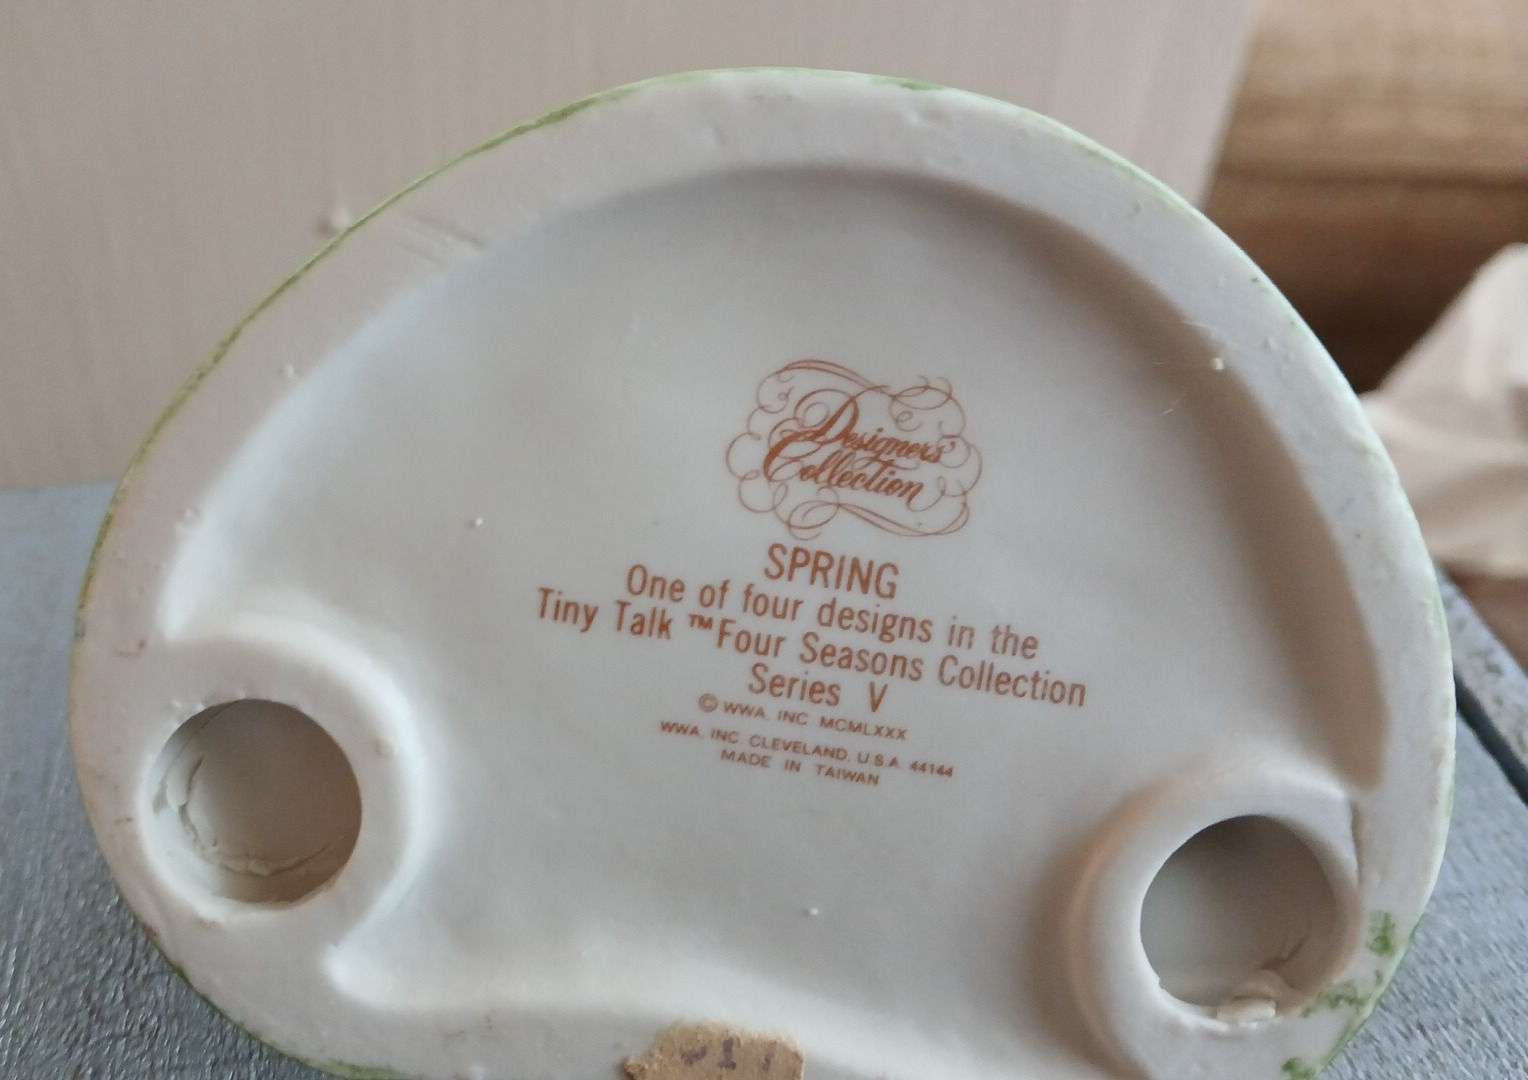 Designers'
Collection
SPRING
One of four designs in the
Tiny Talk ™ Four Seasons Collection
Series V
© WWA, INC. MCMLXXX
WWA, INC. CLEVELAND, U.S.A. 44144
MADE IN TAIWAN